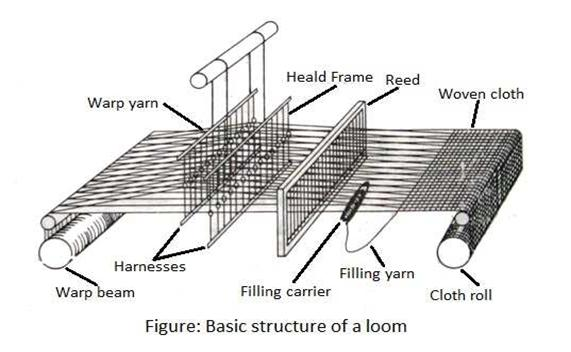 Heald Frame
Reed
Woven cloth
Warp yarn
Harnesses
Warp beam
Filling carrier
Filling yarn
Cloth roll
Figure: Basic structure of a loom